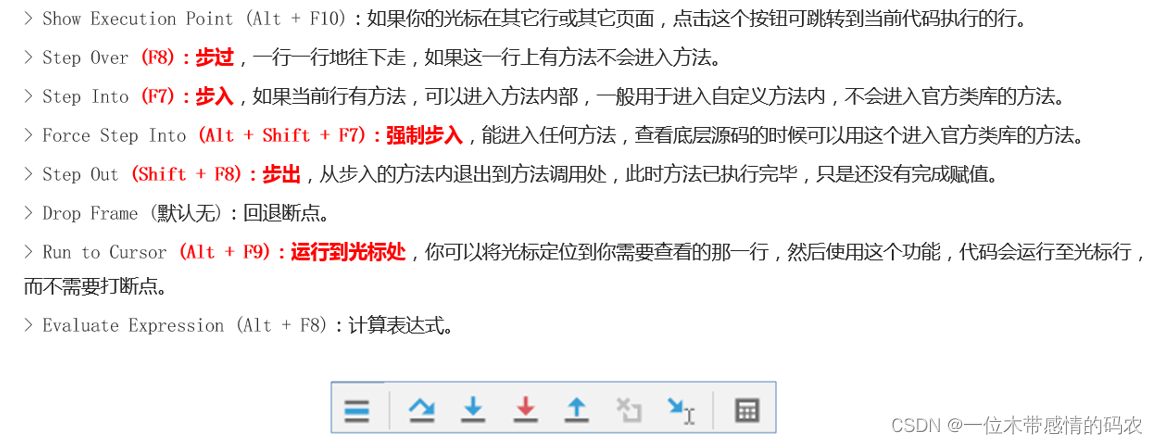 > Show Execution Point (Alt + F10)：如果你的光标在其它行或其它页面，点击这个按钮可跳转到当前代码执行的行。
> Step Over (F8)：步过，一行一行地往下走，如果这一行上有方法不会进入方法。
> Step Into (F7)：步入，如果当前行有方法，可以进入方法内部，一般用于进入自定义方法内，不会进入官方类库的方法。
> Force Step Into (Alt + Shift + F7)：强制步入，能进入任何方法，查看底层源码的时候可以用这个进入官方类库的方法。
> Step Out (Shift + F8)：步出，从步入的方法内退出到方法调用处，此时方法已执行完毕，只是还没有完成赋值。
> Drop Frame (默认无)：回退断点。
> Run to Cursor (Alt + F9)：运行到光标处，你可以将光标定位到你需要查看的那一行，然后使用这个功能，代码会运行至光标行，
而不需要打断点。
> Evaluate Expression (Alt + F8)：计算表达式。
CSDN @一位木带感情的码农